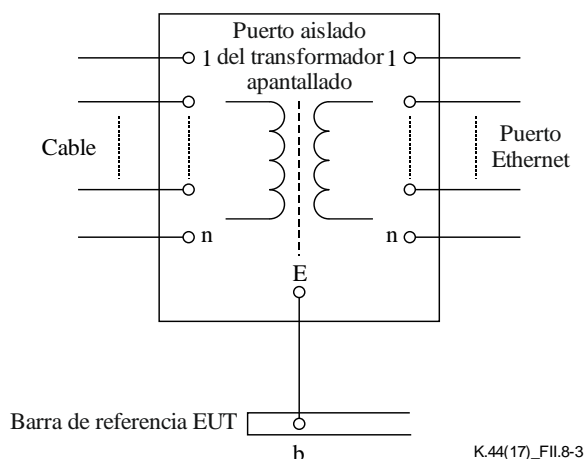 Puerto aislado
1 del transformador 1
apantallado
Cable
Puerto
Ethernet
n
n
E
Barra de referencia EUT
b
K.44(17)_FII.8-3